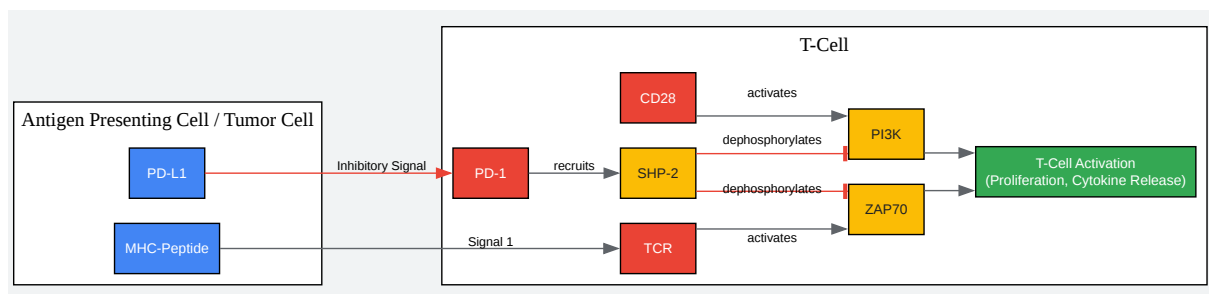 T-Cell
CD28
activates
PI3K
Antigen Presenting Cell / Tumor Cell
PD-L1
Inhibitory Signal
PD-1
recruits
SHP-2
dephosphorylates
dephosphorylates
T-Cell Activation
(Proliferation, Cytokine Release)
ZAP70
MHC-Peptide
Signal 1
TCR
activates